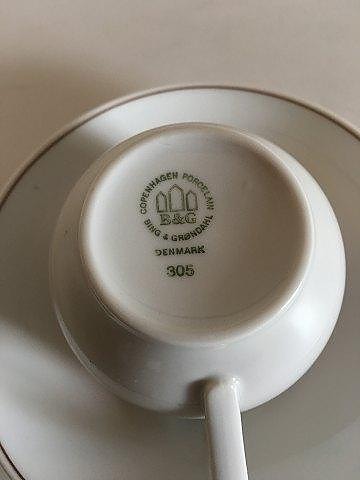 COPENHAGEN PORCELAIN
B&G
BING & GRØNDAHL
DENMARK
305